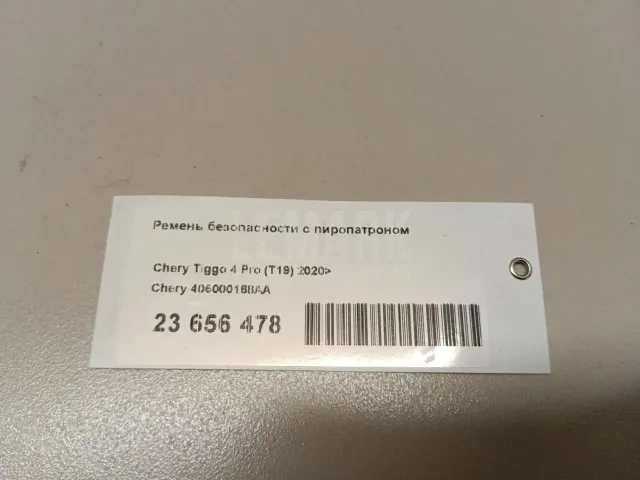 Ремень безопасности с пиропатроном
Chery Tiggo 4 Pro (T19) 2020>
Chery 406000168AA
23 656 478